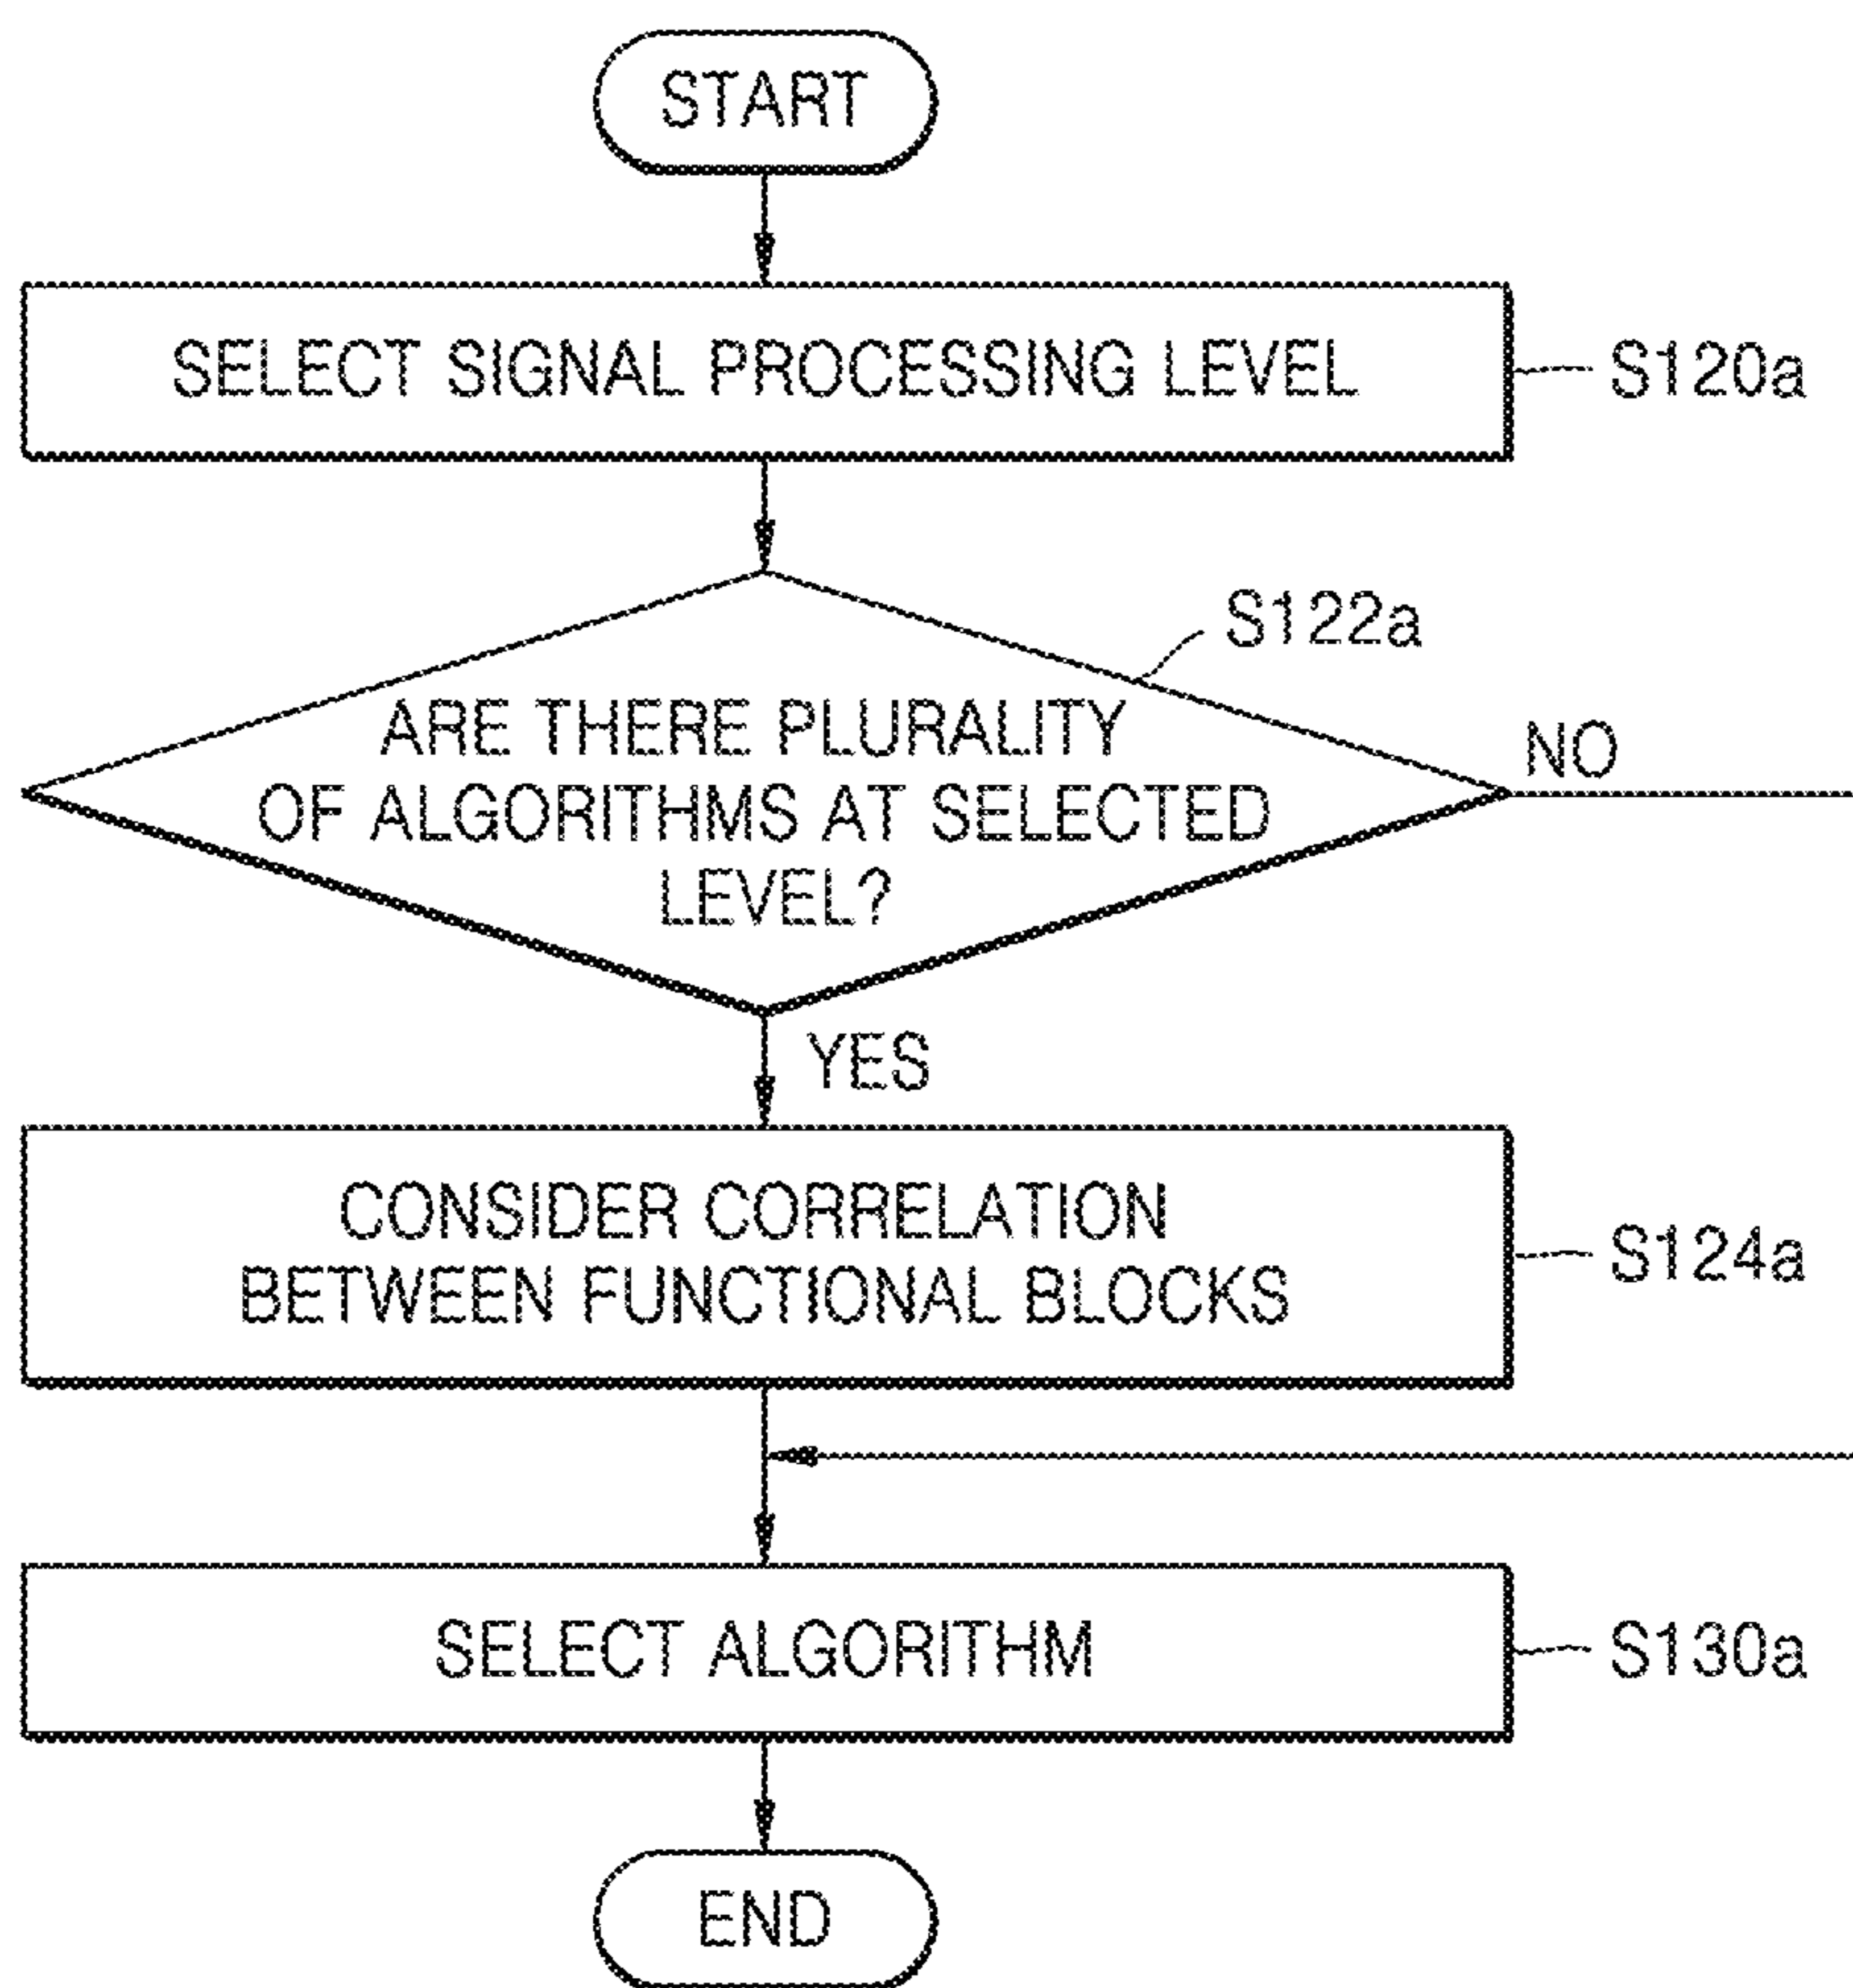 START
SELECT SIGNAL PROCESSING LEVEL
S120a
S122a
ARE THERE PLURALITY
OF ALGORITHMS AT SELECTED
LEVEL?
NO
YES
CONSIDER CORRELATION
BETWEEN FUNCTIONAL BLOCKS
S124a
SELECT ALGORITHM
S130a
END